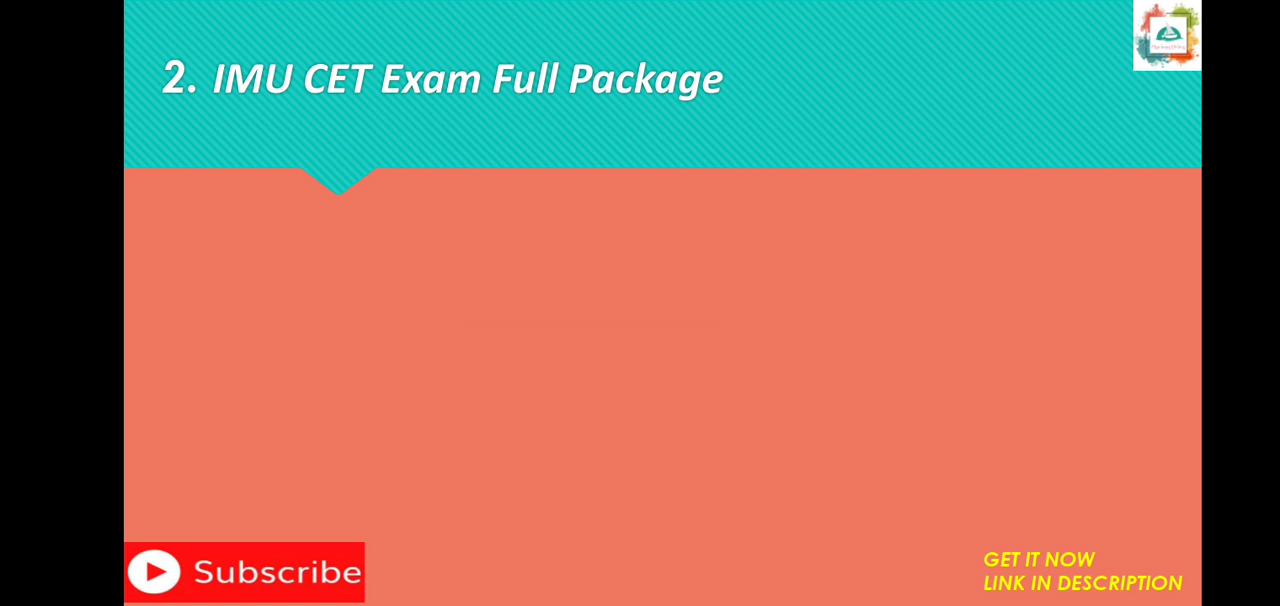 2. IMU CET Exam Full Package
Subscribe
GET IT NOW
LINK IN DESCRIPTION